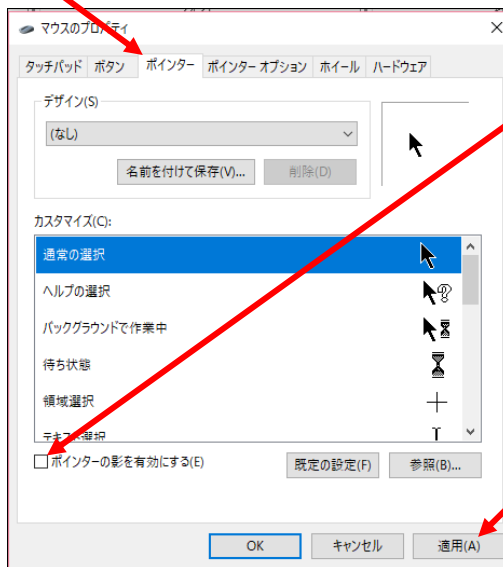 マウスのプロパティ
タッチパッド ボタン ポインター ポインター オプション ホイール ハードウェア
デザイン(S)
(なし)
名前を付けて保存(V)... 削除(D)
カスタマイズ(C):
通常の選択
ヘルプの選択
バックグラウンドで作業中
待ち状態
領域選択
テキスト選択
ポインターの影を有効にする(E)
既定の設定(F) 参照(B)...
OK キャンセル 適用(A)